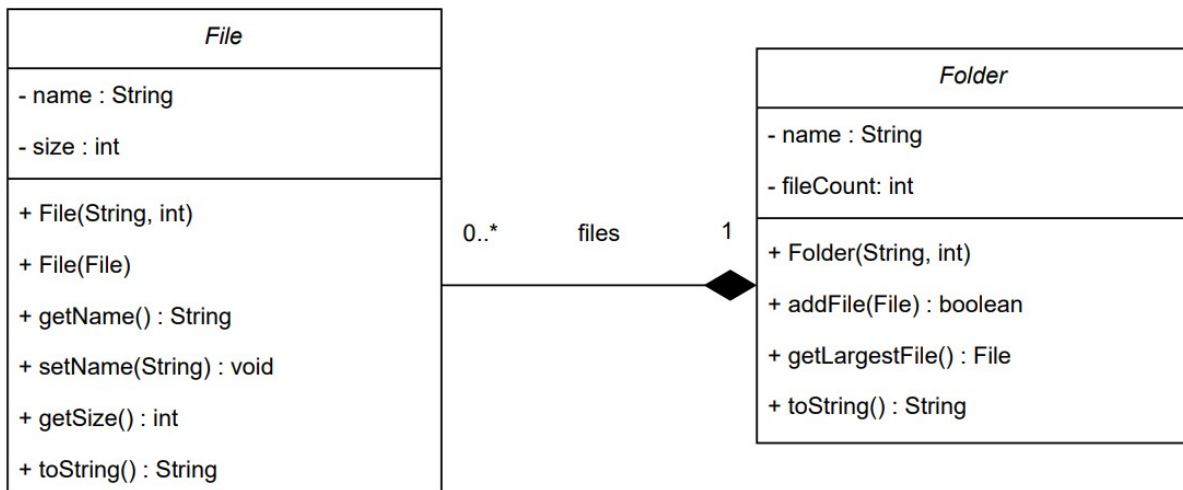 File
- name : String
- size : int
+ File(String, int)
+ File(File)
+ getName() : String
+ setName(String) : void
+ getSize() : int
+ toString() : String
0..* files 1
Folder
- name : String
- fileCount: int
+ Folder(String, int)
+ addFile(File) : boolean
+ getLargestFile() : File
+ toString() : String